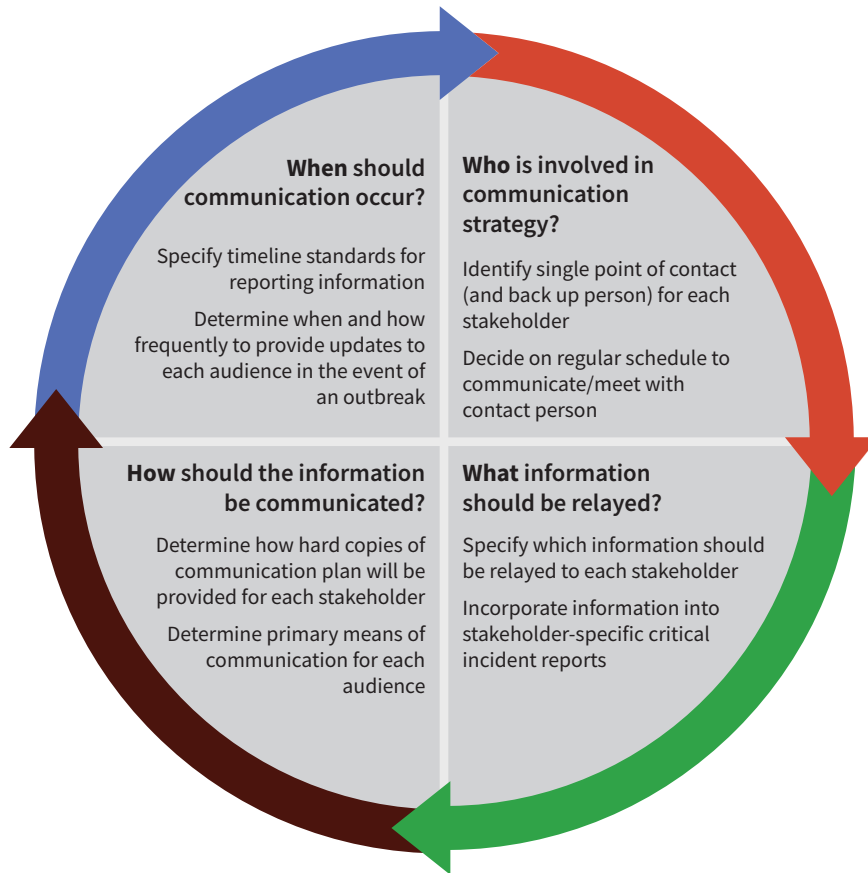 When should
communication occur?
Specify timeline standards for
reporting information
Determine when and how
frequently to provide updates to
each audience in the event of
an outbreak
Who is involved in
communication
strategy?
Identify single point of contact
(and back up person) for each
stakeholder
Decide on regular schedule to
communicate/meet with
contact person
How should the information
be communicated?
Determine how hard copies of
communication plan will be
provided for each stakeholder
Determine primary means of
communication for each
audience
What information
should be relayed?
Specify which information should
be relayed to each stakeholder
Incorporate information into
stakeholder-specific critical
incident reports